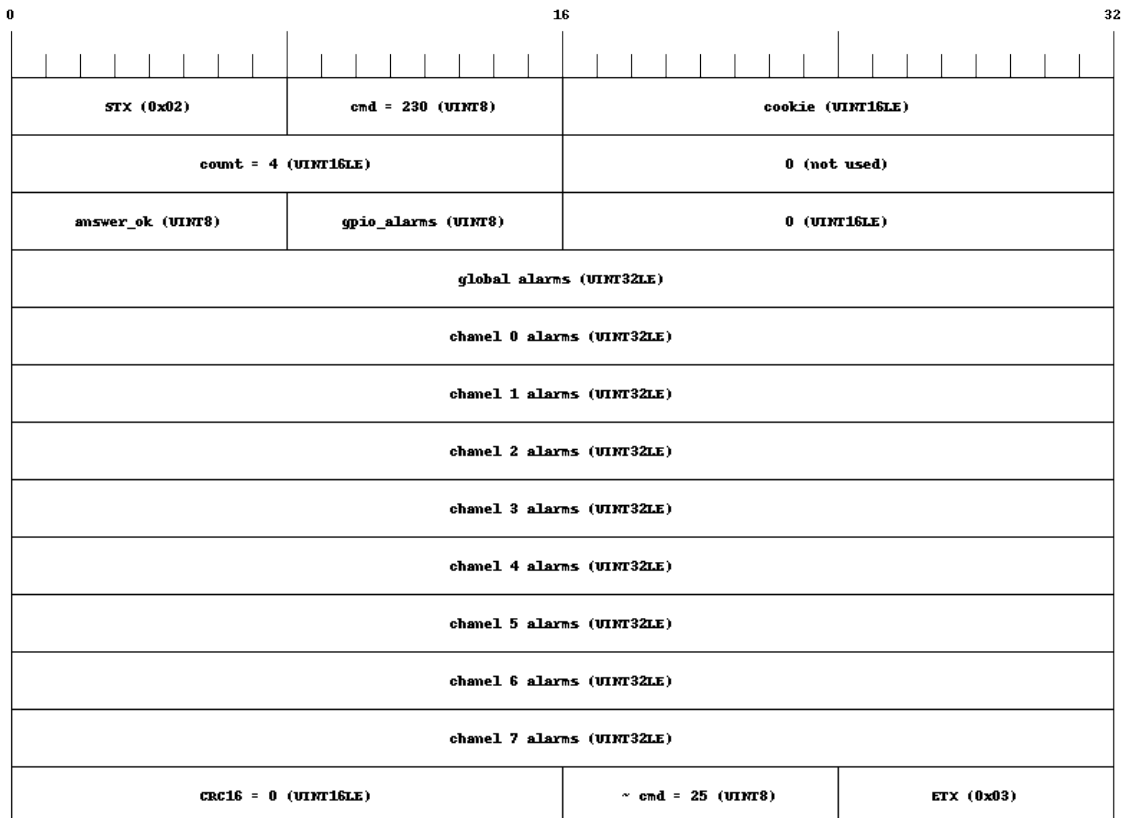 0 16 32
STX (0x02) cmd = 230 (UINT8) cookie (UINT16LE)
count = 4 (UINT16LE) 0 (not used)
answer_ok (UINT8) gpio_alarms (UINT8) 0 (UINT16LE)
global alarms (UINT32LE)
chanel 0 alarms (UINT32LE)
chanel 1 alarms (UINT32LE)
chanel 2 alarms (UINT32LE)
chanel 3 alarms (UINT32LE)
chanel 4 alarms (UINT32LE)
chanel 5 alarms (UINT32LE)
chanel 6 alarms (UINT32LE)
chanel 7 alarms (UINT32LE)
CRC16 = 0 (UINT16LE) ~ cmd = 25 (UINT8) ETX (0x03)